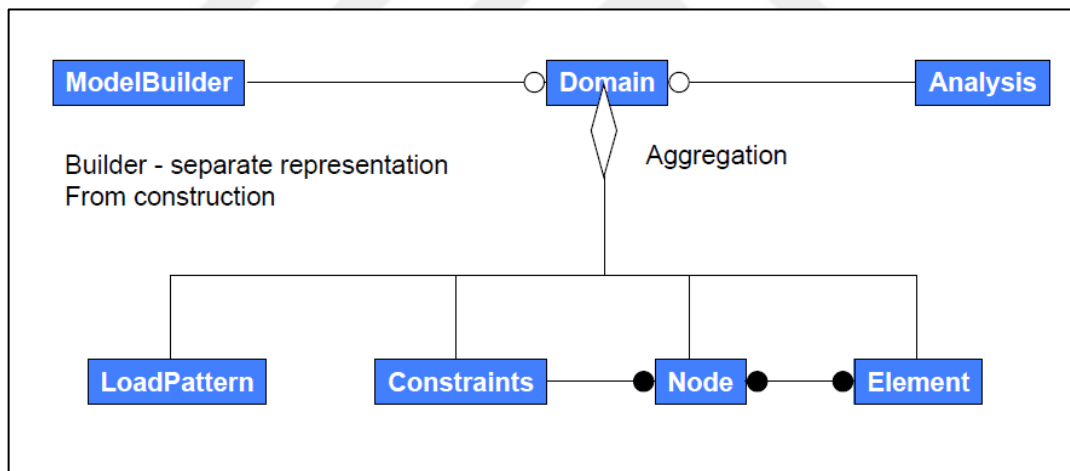 ModelBuilder
Domain
Analysis
Builder - separate representation
From construction
Aggregation
LoadPattern
Constraints
Node
Element